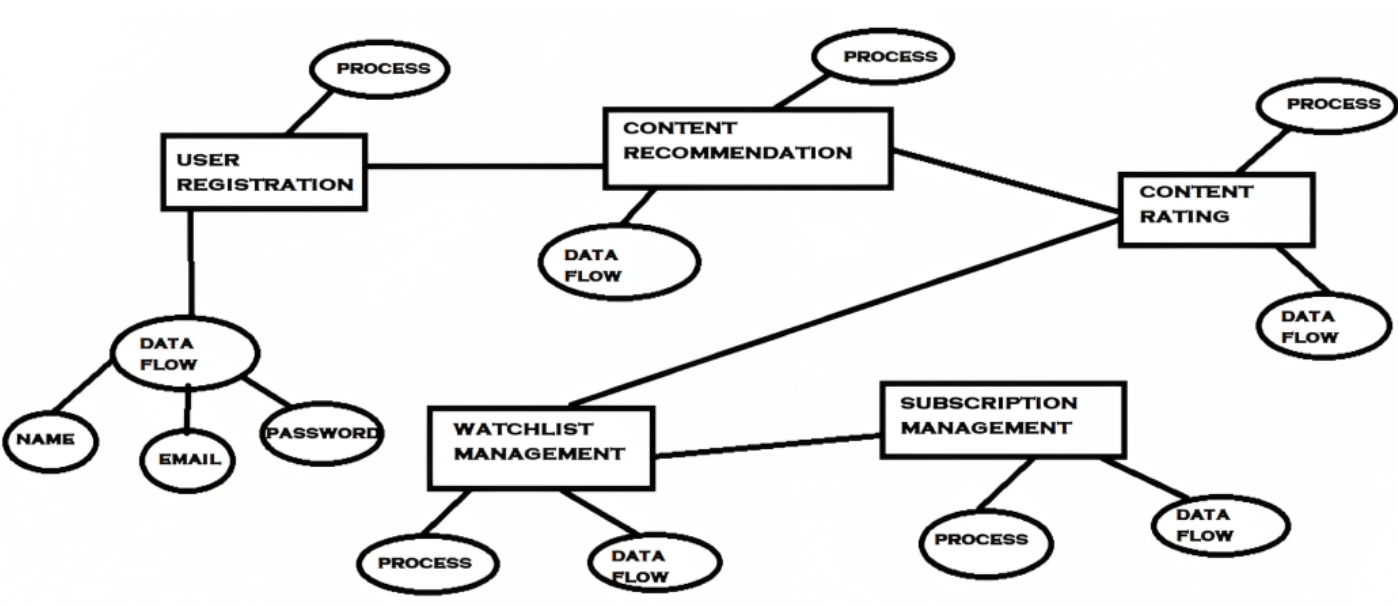 PROCESS
PROCESS
PROCESS
USER
REGISTRATION
CONTENT
RECOMMENDATION
CONTENT
RATING
DATA
FLOW
DATA
FLOW
DATA
FLOW
NAME
EMAIL
PASSWORD
WATCHLIST
MANAGEMENT
SUBSCRIPTION
MANAGEMENT
PROCESS
DATA
FLOW
PROCESS
DATA
FLOW